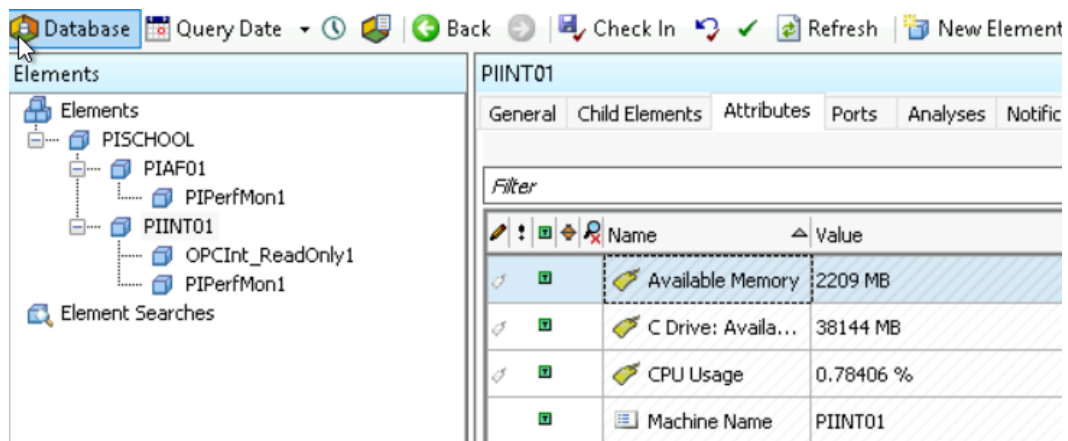 Database Query Date Back Check In Refresh New Element
Elements
PIINT01
Elements
PISCHOOL
PIAF01
PIPerfMon1
PIINT01
OPCInt_ReadOnly1
PIPerfMon1
Element Searches
General Child Elements Attributes Ports Analyses Notific
Filter
Name Value
Available Memory 2209 MB
C Drive: Availa... 38144 MB
CPU Usage 0.78406 %
Machine Name PIINT01